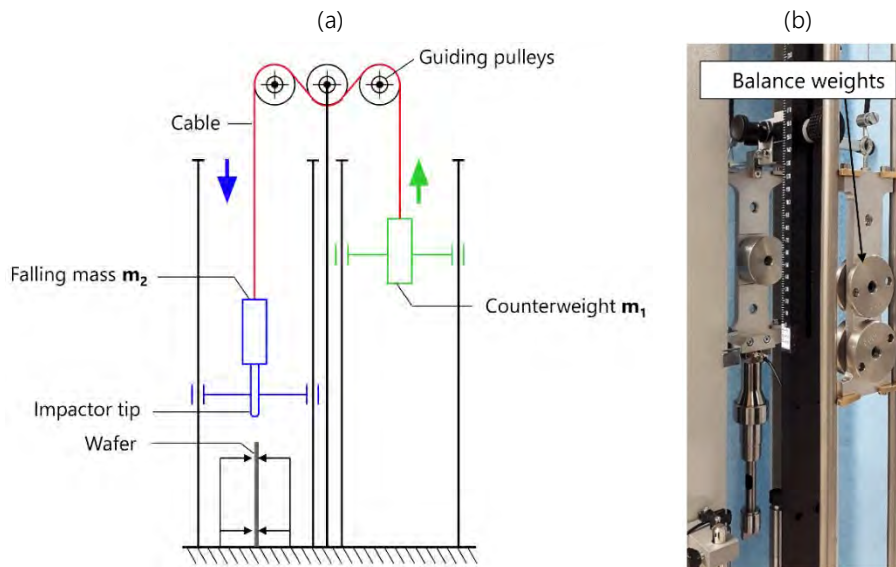 (a)
(b)
Guiding pulleys
Balance weights
Cable
Falling mass m₂
Counterweight m₁
Impactor tip
Wafer